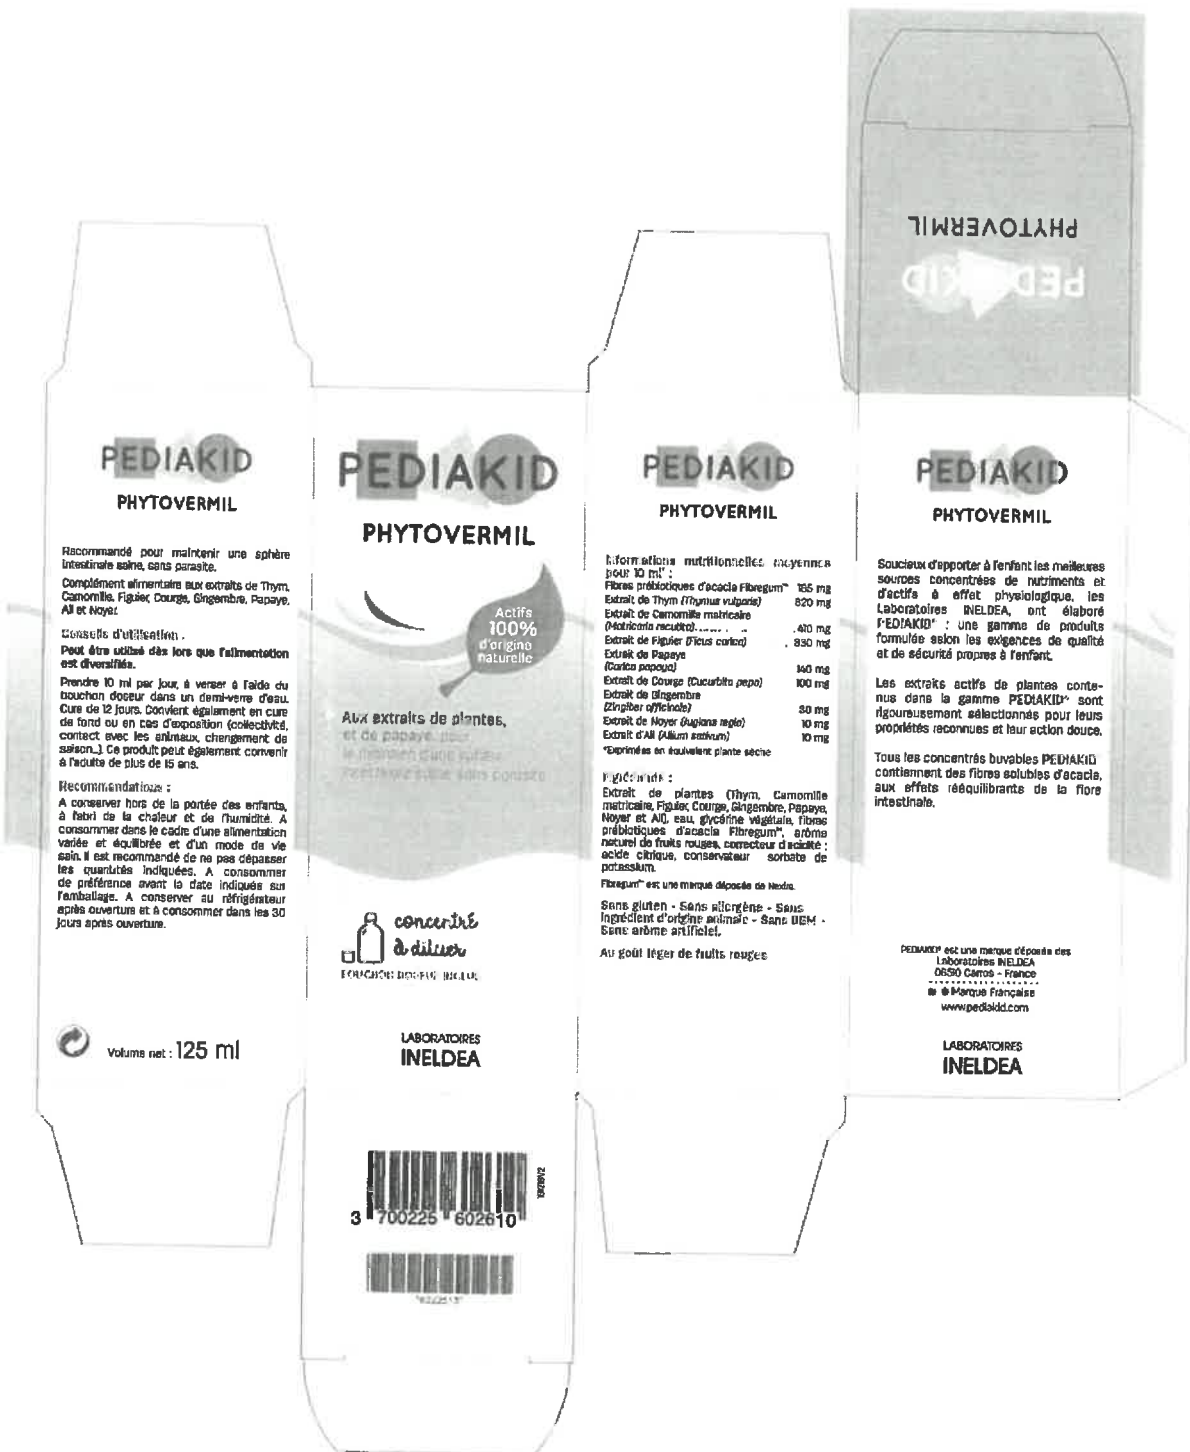 PHYTOVERMIL
PEDIAKID
PEDIAKID
PHYTOVERMIL
Recommandé pour maintenir une sphère
intestinale saine, sans parasite.
Complément alimentaire aux extraits de Thym,
Camomille, Figuier, Courge, Gingembre, Papaye,
Ail et Noyer.
Conseils d'utilisation :
Peut être utilisé dès lors que l'alimentation
est diversifiée.
Prendre 10 ml par jour, à verser à l'aide du
bouchon doseur dans un demi-verre d'eau.
Cure de 12 jours. Convient également en cure
de fond ou en cas d'exposition (collectivité,
contact avec les animaux, changement de
saison...). Ce produit peut également convenir
à l'adulte de plus de 15 ans.
Recommandations :
A conserver hors de la portée des enfants,
à l'abri de la chaleur et de l'humidité. A
consommer dans le cadre d'une alimentation
variée et équilibrée et d'un mode de vie
sain. Il est recommandé de ne pas dépasser
les quantités indiquées. A consommer
de préférence avant la date indiquée sur
l'emballage. A conserver au réfrigérateur
après ouverture et à consommer dans les 30
jours après ouverture.
Volume net : 125 ml
PEDIAKID
PHYTOVERMIL
Actifs
100%
d'origine
naturelle
Aux extraits de plantes,
et de papaye, pour
le maintien d'une sphère
intestinale saine sans parasite
concentré
à diluer
BOUCHON DOSEUR INCLUS
LABORATOIRES
INELDEA
3 700225 602610
PEDIAKID
PHYTOVERMIL
Informations nutritionnelles moyennes
pour 10 ml* :
Fibres prébiotiques d'acacia Fibregum™ 165 mg
Extrait de Thym (Thymus vulgaris) 820 mg
Extrait de Camomille matricaire
(Matricaria recutita)....... 410 mg
Extrait de Figuier (Ficus carica) 830 mg
Extrait de Papaye
(Carica papaya) 140 mg
Extrait de Courge (Cucurbita pepo) 100 mg
Extrait de Gingembre
(Zingiber officinale) 30 mg
Extrait de Noyer (Juglans regia) 10 mg
Extrait d'Ail (Allium sativum) 10 mg
*Exprimées en équivalent plante sèche
Ingrédients :
Extrait de plantes (Thym, Camomille
matricaire, Figuier, Courge, Gingembre, Papaye,
Noyer et Ail), eau, glycérine végétale, fibres
prébiotiques d'acacia Fibregum™, arôme
naturel de fruits rouges, correcteur d'acidité :
acide citrique, conservateur sorbate de
potassium.
Fibregum™ est une marque déposée de Nexira.
Sans gluten - Sans allergène - Sans
ingrédient d'origine animale - Sans OGM -
Sans arôme artificiel.
Au goût léger de fruits rouges
PEDIAKID
PHYTOVERMIL
Soucieux d'apporter à l'enfant les meilleures
sources concentrées de nutriments et
d'actifs à effet physiologique, les
Laboratoires INELDEA, ont élaboré
PEDIAKID® : une gamme de produits
formulée selon les exigences de qualité
et de sécurité propres à l'enfant.
Les extraits actifs de plantes conte-
nus dans la gamme PEDIAKID® sont
rigoureusement sélectionnés pour leurs
propriétés reconnues et leur action douce.
Tous les concentrés buvables PEDIAKID
contiennent des fibres solubles d'acacia,
aux effets rééquilibrants de la flore
intestinale.
PEDIAKID® est une marque déposée des
Laboratoires INELDEA
06510 Carros - France
Marque Française
www.pediakid.com
LABORATOIRES
INELDEA